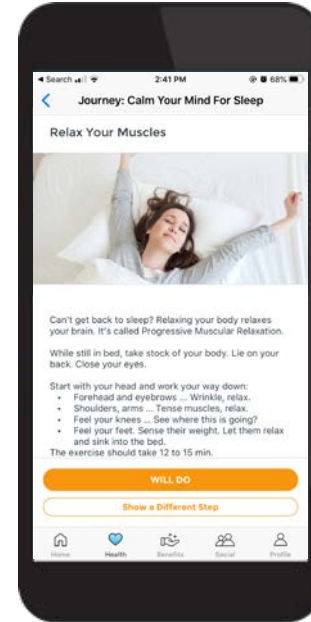 Search
2:41 PM
68%
Journey: Calm Your Mind For Sleep
Relax Your Muscles
Can't get back to sleep? Relaxing your body relaxes
your brain. It's called Progressive Muscular Relaxation.
While still in bed, take stock of your body. Lie on your
back. Close your eyes.
Start with your head and work your way down:
• Forehead and eyebrows ... Wrinkle, relax.
• Shoulders, arms ... Tense muscles, relax.
• Feel your knees ... See where this is going?
• Feel your feet. Sense their weight. Let them relax
and sink into the bed.
The exercise should take 12 to 15 min.
WILL DO
Show a Different Step
Home
Health
Benefits
Social
Profile